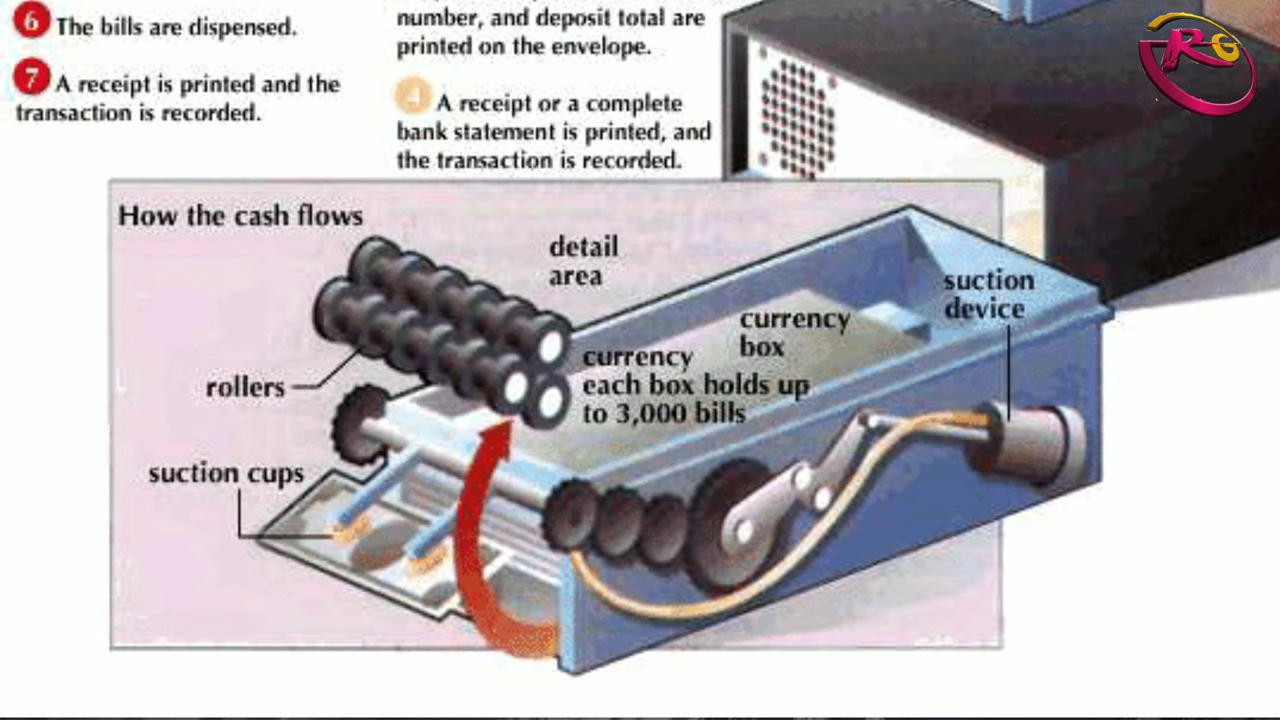 6 The bills are dispensed.
7 A receipt is printed and the
transaction is recorded.
number, and deposit total are
printed on the envelope.
4 A receipt or a complete
bank statement is printed, and
the transaction is recorded.
RG
How the cash flows
detail
area
suction
device
currency
box
currency
each box holds up
to 3,000 bills
rollers
suction cups